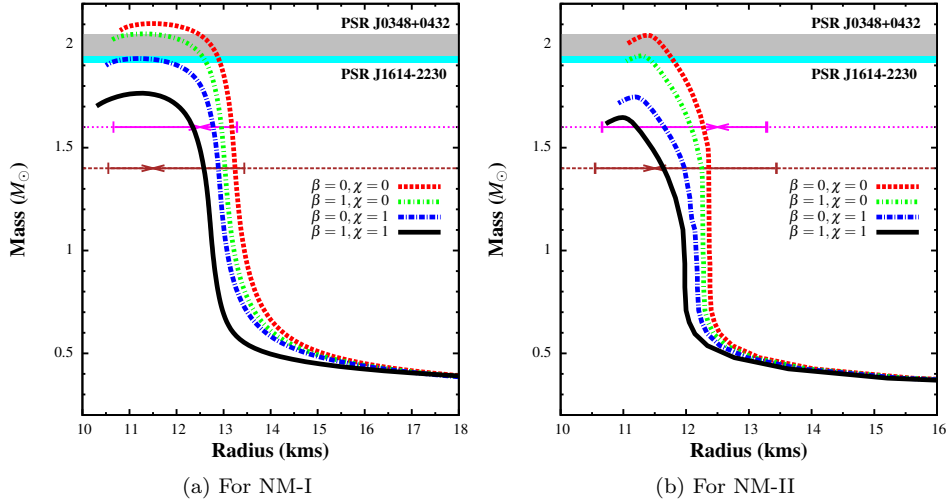 PSR J0348+0432
PSR J1614-2230
Mass (M⊙)
2
1.5
1
0.5
β = 0, χ = 0
β = 1, χ = 0
β = 0, χ = 1
β = 1, χ = 1
10 11 12 13 14 15 16 17 18
Radius (kms)
(a) For NM-I
PSR J0348+0432
PSR J1614-2230
Mass (M⊙)
2
1.5
1
0.5
β = 0, χ = 0
β = 1, χ = 0
β = 0, χ = 1
β = 1, χ = 1
10 11 12 13 14 15 16
Radius (kms)
(b) For NM-II